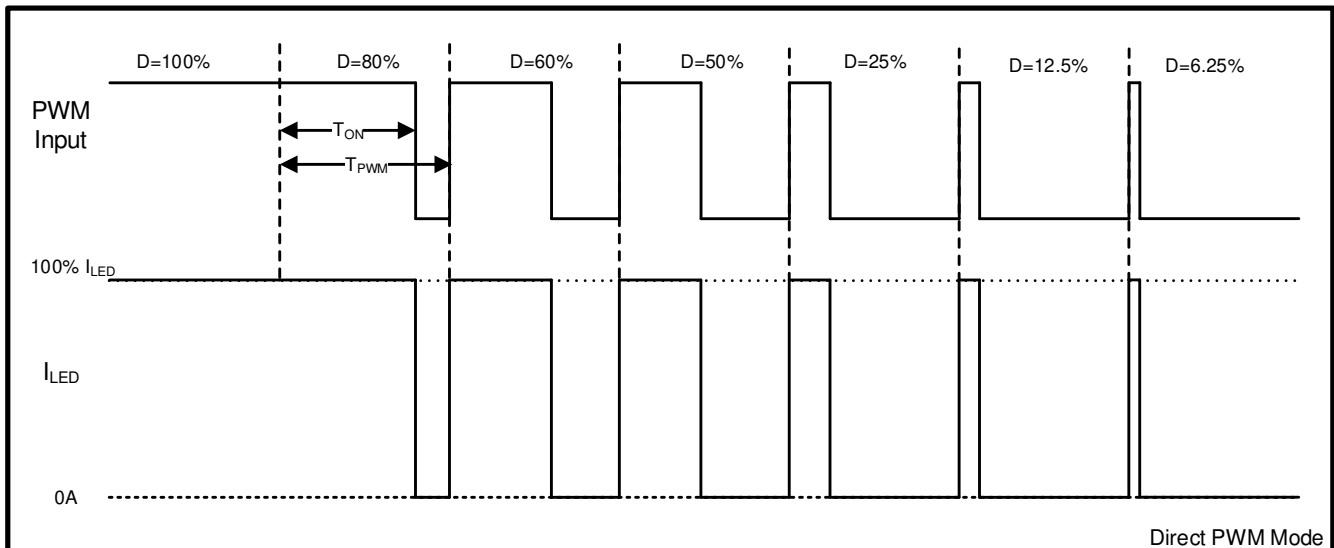 D=100% D=80% D=60% D=50% D=25% D=12.5% D=6.25%
PWM
Input
TON
TPWM
100% ILED
ILED
0A
Direct PWM Mode